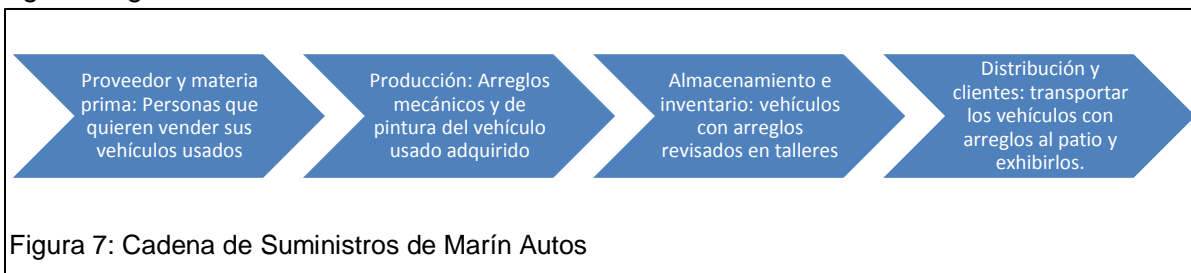 Proveedor y materia
prima: Personas que
quieren vender sus
vehículos usados
Producción: Arreglos
mecánicos y de
pintura del vehículo
usado adquirido
Almacenamiento e
inventario: vehículos
con arreglos
revisados en talleres
Distribución y
clientes: transportar
los vehículos con
arreglos al patio y
exhibirlos.
Figura 7: Cadena de Suministros de Marín Autos